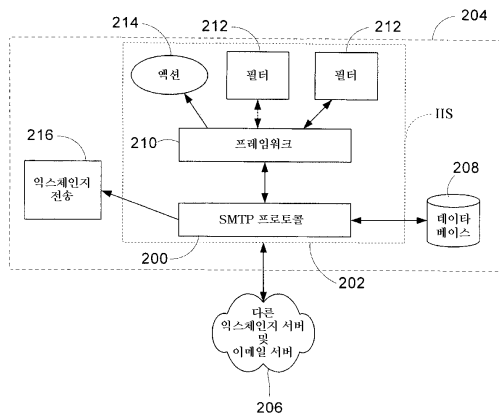 214
212
212
204
액션
필터
필터
IIS
210
프레임워크
216
익스체인지
전송
208
SMTP 프로토콜
데이타
베이스
200
202
다른
익스체인지 서버
및
이메일 서버
206